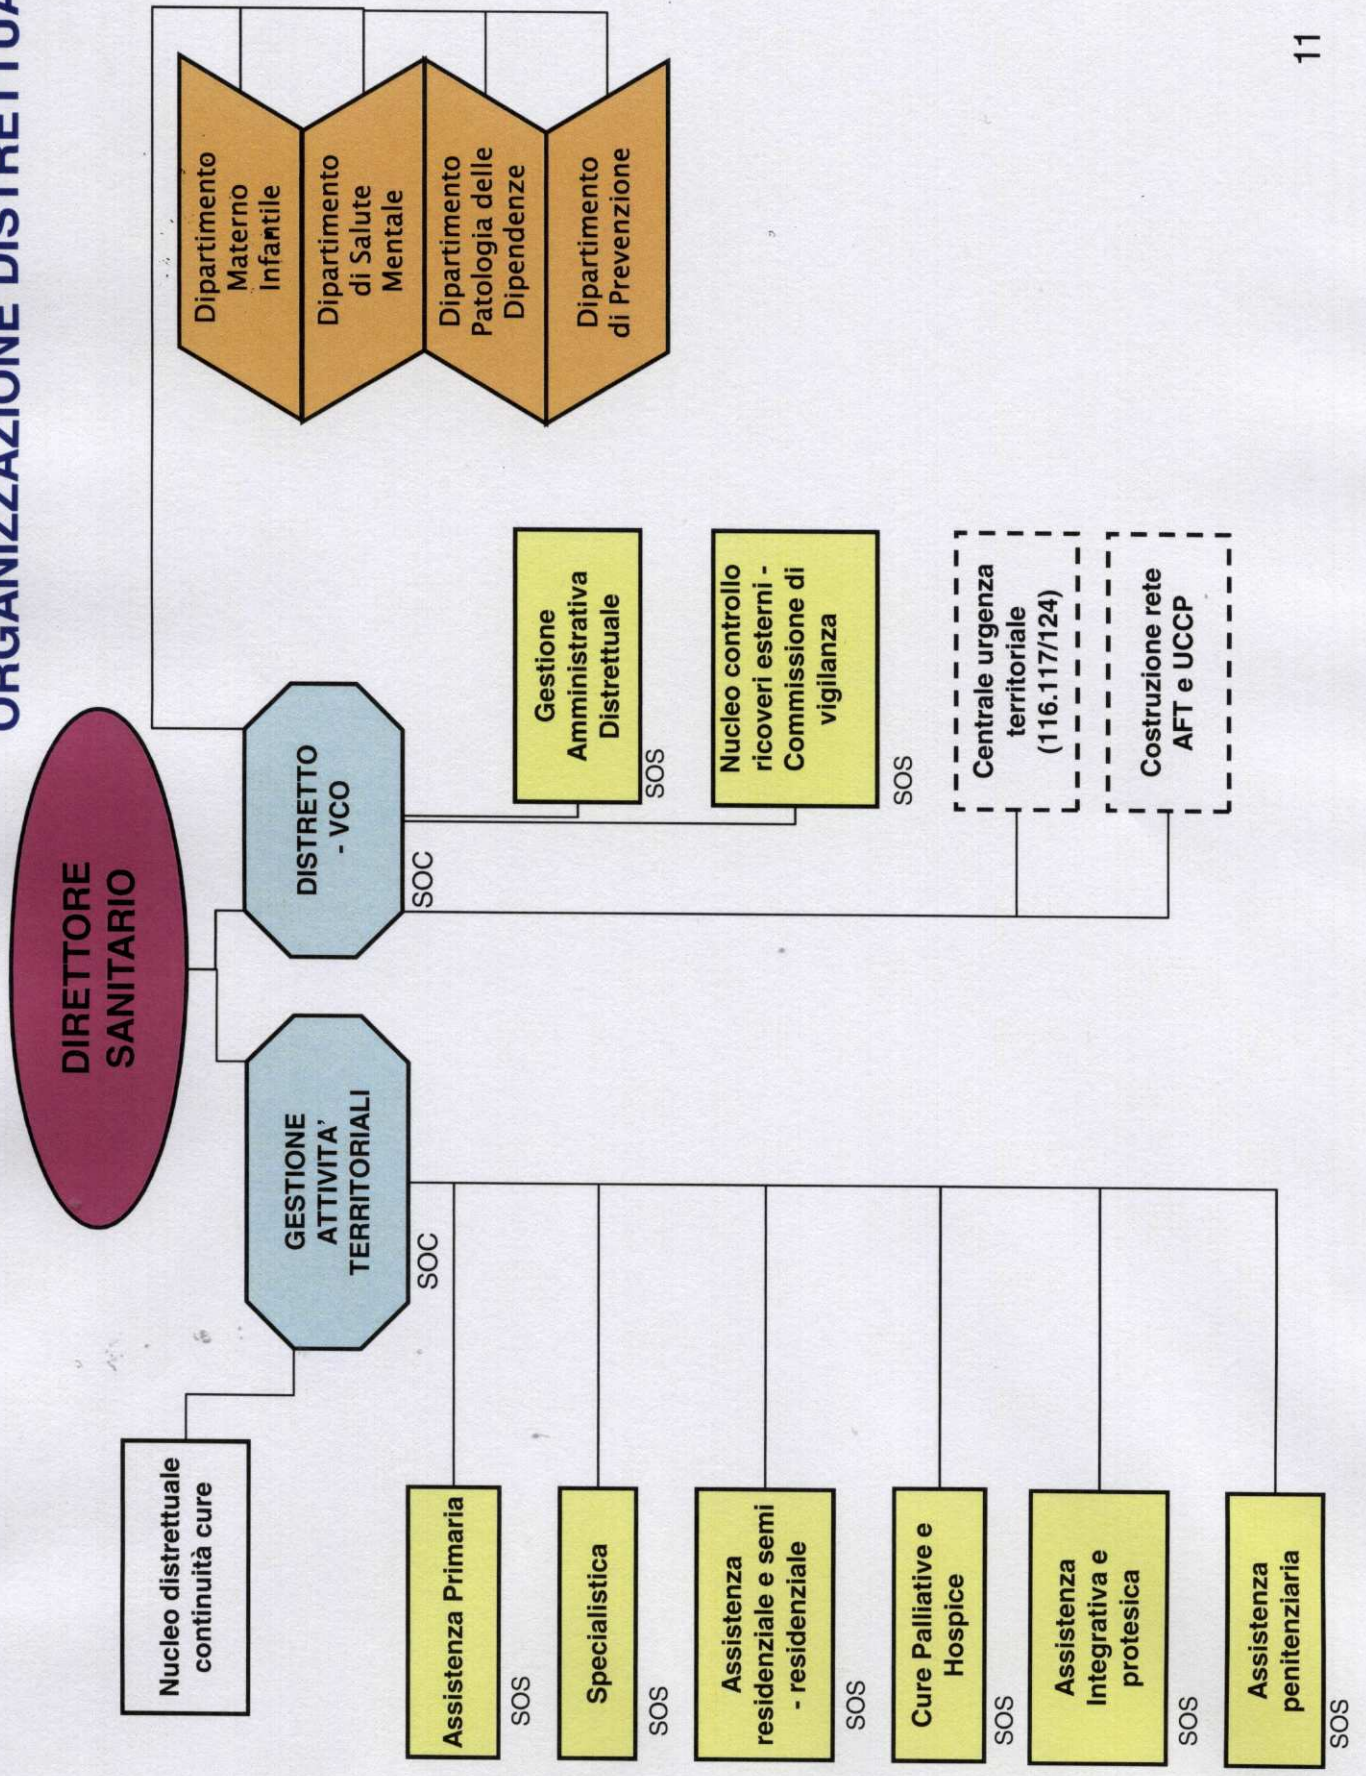 ORGANIZZAZIONE DISTRETTUA
DIRETTORE
SANITARIO
Nucleo distrettuale
continuità cure
GESTIONE
ATTIVITA'
TERRITORIALI
SOC
DISTRETTO
- VCO
SOC
Dipartimento
Materno
Infantile
Dipartimento
di Salute
Mentale
Dipartimento
Patologia delle
Dipendenze
Dipartimento
di Prevenzione
Assistenza Primaria
SOS
Specialistica
SOS
Assistenza
residenziale e semi
- residenziale
SOS
Cure Palliative e
Hospice
SOS
Assistenza
Integrativa e
protesica
SOS
Assistenza
penitenziaria
SOS
Gestione
Amministrativa
Distrettuale
SOS
Nucleo controllo
ricoveri esterni -
Commissione di
vigilanza
SOS
Centrale urgenza
territoriale
(116.117/124)
Costruzione rete
AFT e UCCP
11